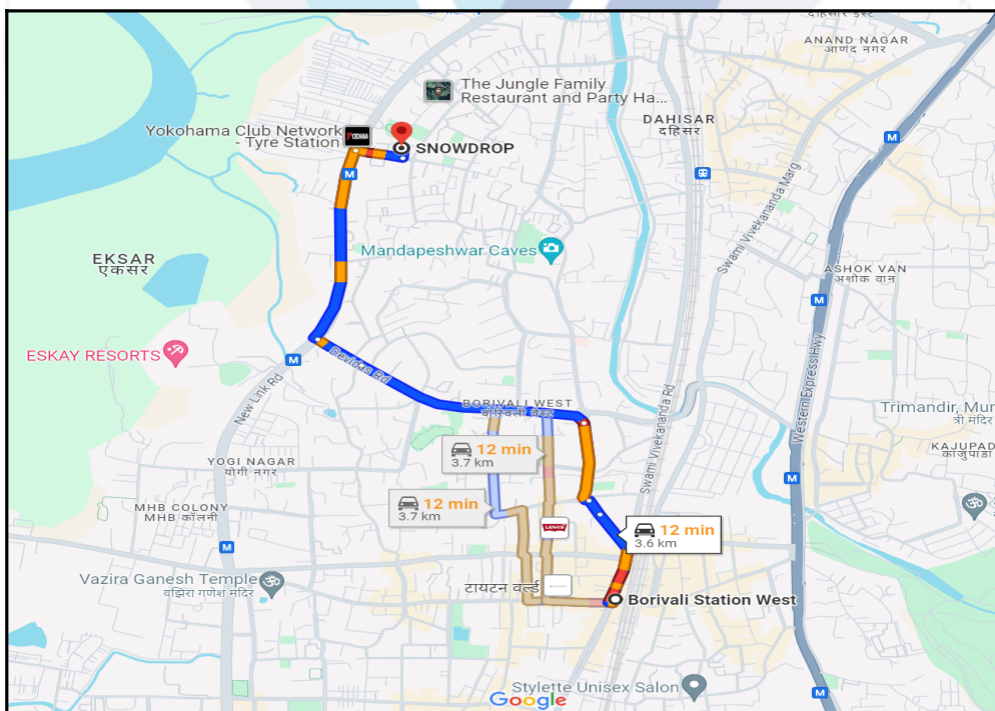 दहिसर ईस्ट
ANAND NAGAR
आणंद नगर
The Jungle Family
Restaurant and Party Ha...
DAHISAR
दहिसर
Yokohama Club Network
- Tyre Station
SNOWDROP
M
Swami Vivekananda Marg
Mandapeshwar Caves
EKSAR
एकसर
ASHOK VAN
अशोक वान
M
ESKAY RESORTS
M
Devidas Rd
New Link Rd
Western Express Hwy
Swami Vivekananda Rd
BORIVALI WEST
बोरिवली वेस्ट
Trimandir, Mum
त्री मंदिर
12 min
3.7 km
KAJUPADA
काजुपाडा
YOGI NAGAR
योगी नगर
M
12 min
3.7 km
MHB COLONY
MHB कॉलनी
LEVI'S
12 min
3.6 km
M
Vazira Ganesh Temple
वझिरा गणेश मंदिर
टायटन वर्ल्ड
Borivali Station West
Stylette Unisex Salon
M
Google